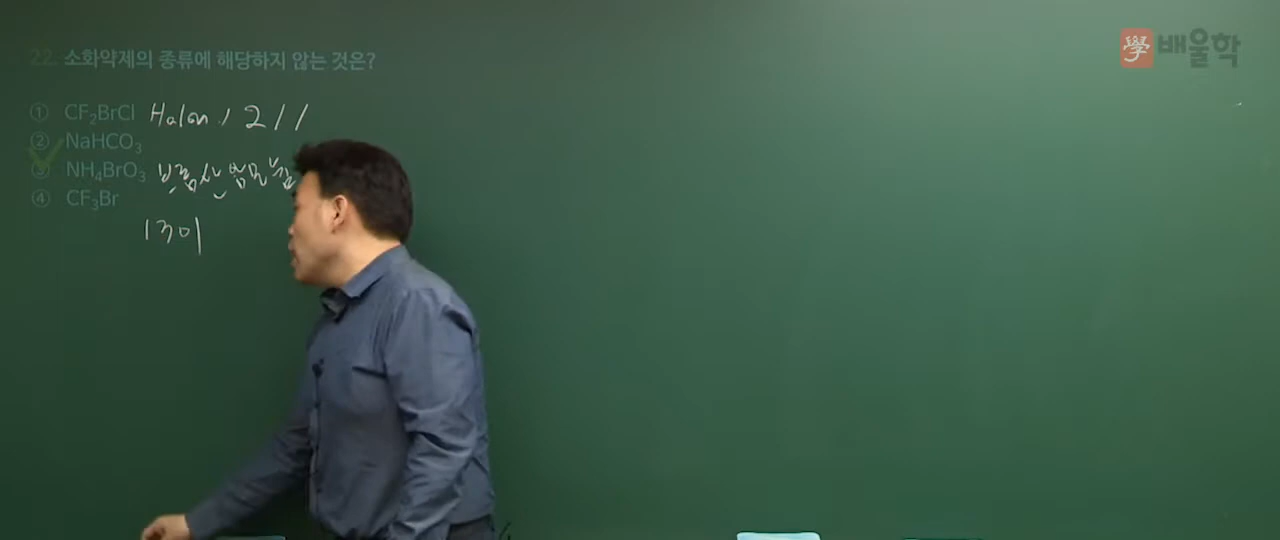 22. 소화약제의 종류에 해당하지 않는 것은?
學 배울학
① CF₂BrCl Halon 1211
② NaHCO₃
③ NH₄BrO₃ 브롬산암모늄
④ CF₃Br
1301